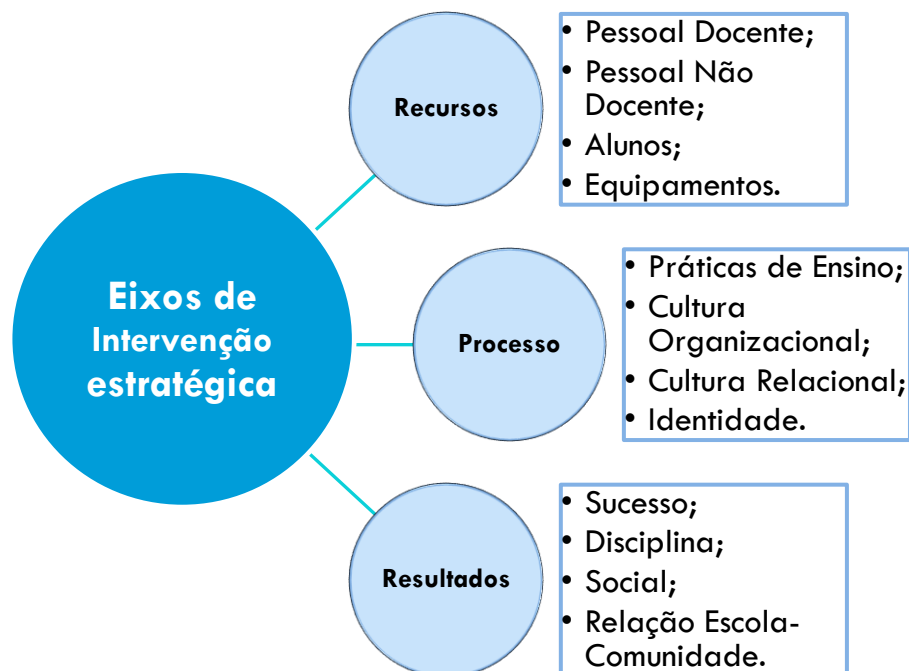 Eixos de
Intervenção
estratégica
Recursos
• Pessoal Docente;
• Pessoal Não
Docente;
• Alunos;
• Equipamentos.
Processo
• Práticas de Ensino;
• Cultura
Organizacional;
• Cultura Relacional;
• Identidade.
Resultados
• Sucesso;
• Disciplina;
• Social;
• Relação Escola-
Comunidade.